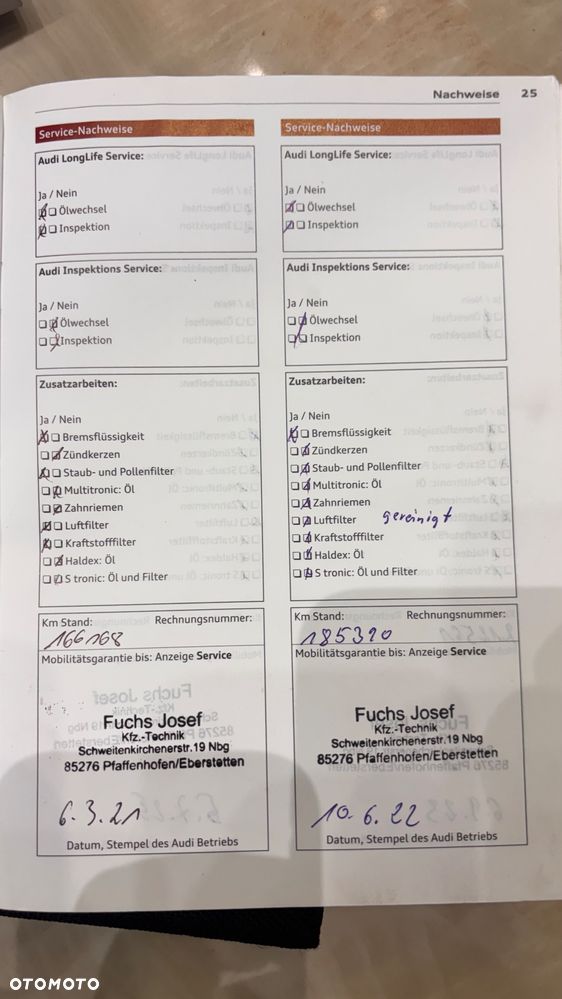 Nachweise 25
Service-Nachweise
Audi LongLife Service:
Ja / Nein
Ölwechsel
Inspektion
Audi Inspektions Service:
Ja / Nein
Ölwechsel
Inspektion
Zusatzarbeiten:
Ja / Nein
Bremsflüssigkeit
Zündkerzen
Staub- und Pollenfilter
Multitronic: Öl
Zahnriemen
Luftfilter
Kraftstofffilter
Haldex: Öl
S tronic: Öl und Filter
Km Stand: Rechnungsnummer:
166168
Mobilitätsgarantie bis: Anzeige Service
Fuchs Josef
Kfz.-Technik
Schweitenkirchenerstr.19 Nbg
85276 Pfaffenhofen/Eberstetten
6.3.21
Datum, Stempel des Audi Betriebs
Service-Nachweise
Audi LongLife Service:
Ja / Nein
Ölwechsel
Inspektion
Audi Inspektions Service:
Ja / Nein
Ölwechsel
Inspektion
Zusatzarbeiten:
Ja / Nein
Bremsflüssigkeit
Zündkerzen
Staub- und Pollenfilter
Multitronic: Öl
Zahnriemen
Luftfilter gereinigt
Kraftstofffilter
Haldex: Öl
S tronic: Öl und Filter
Km Stand: Rechnungsnummer:
185390
Mobilitätsgarantie bis: Anzeige Service
Fuchs Josef
Kfz.-Technik
Schweitenkirchenerstr.19 Nbg
85276 Pfaffenhofen/Eberstetten
10.6.22
Datum, Stempel des Audi Betriebs
OTOMOTO